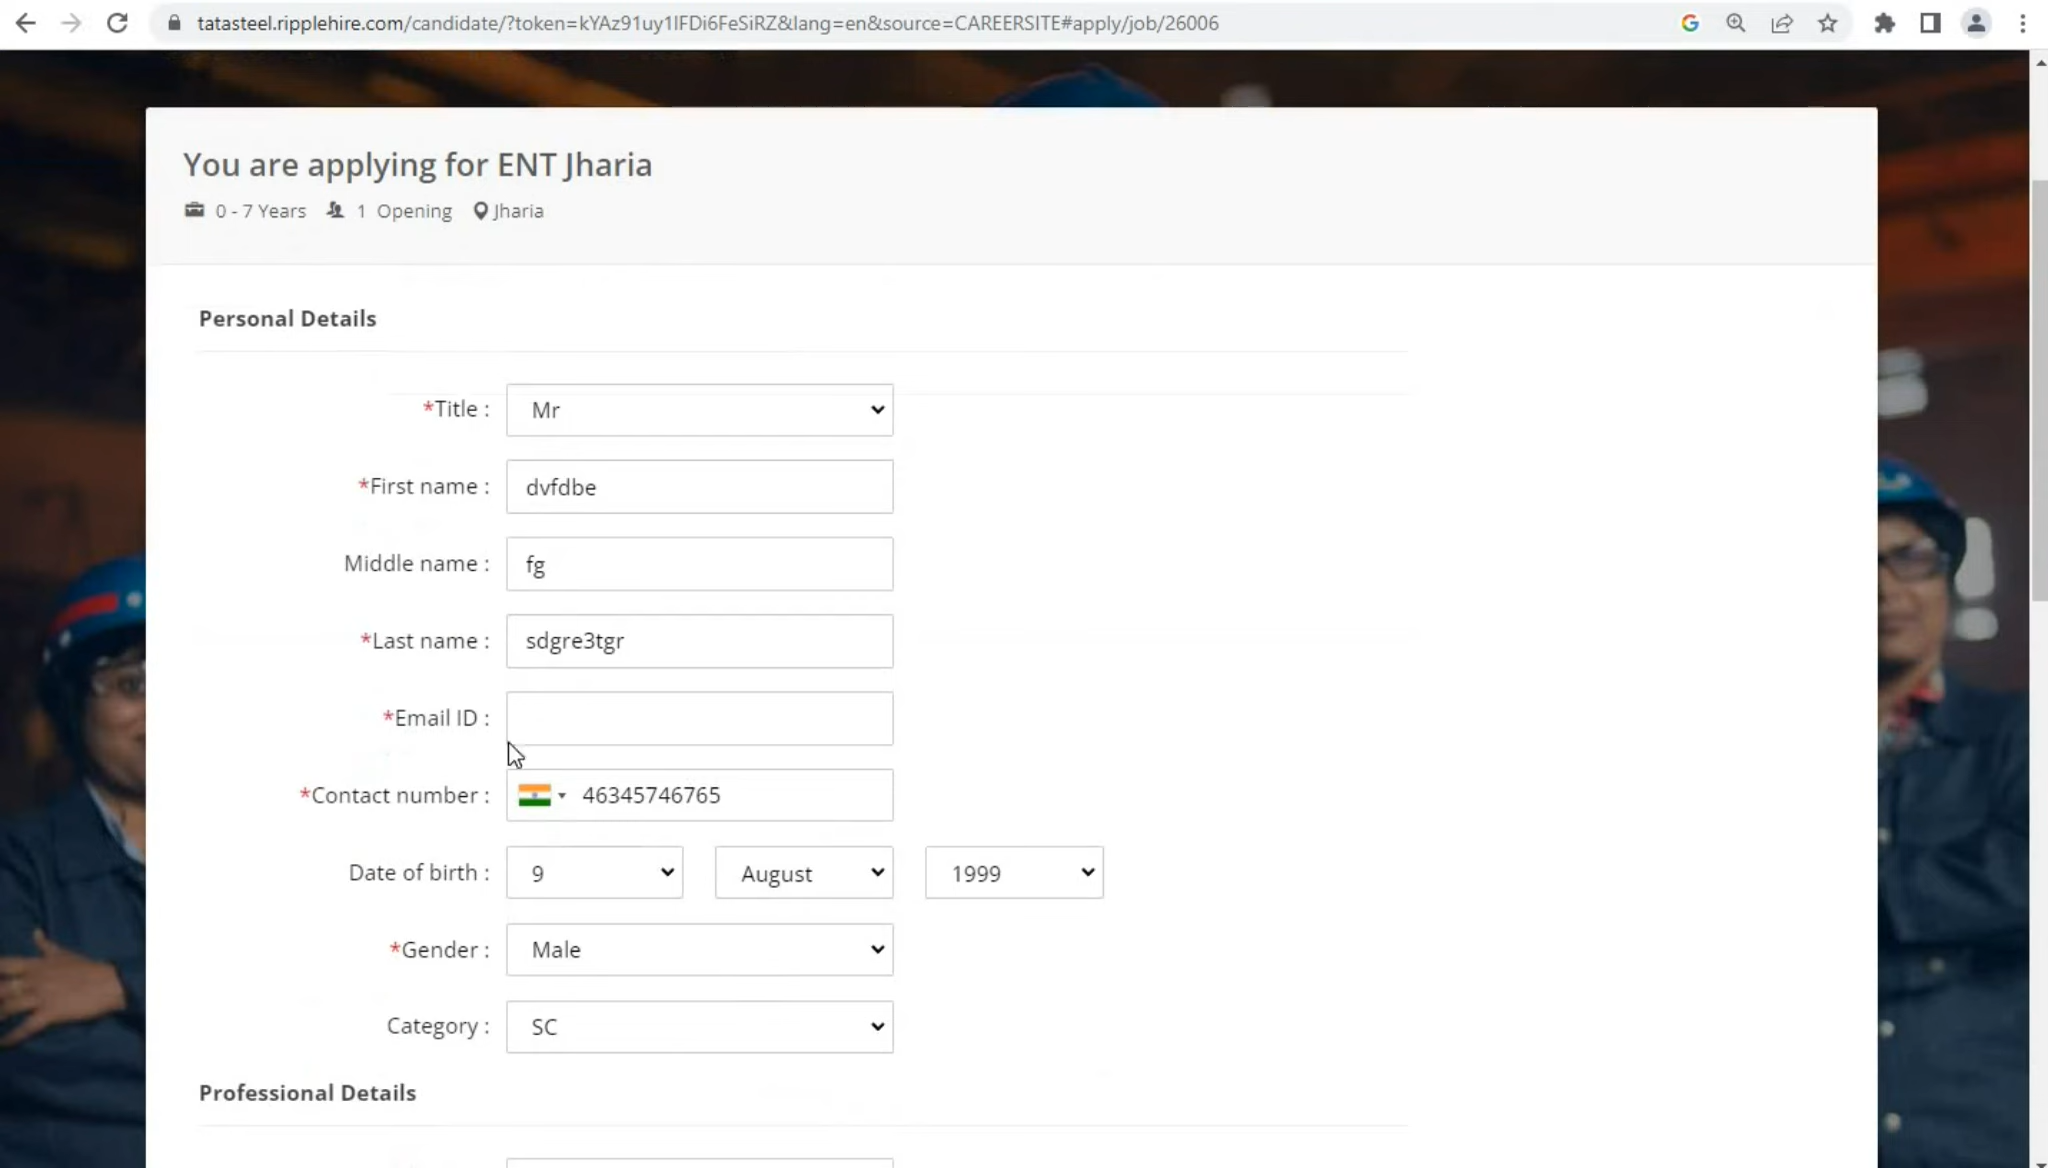 tatasteel.ripplehire.com/candidate/?token=kYAz91uy1lFDi6FeSiRZ&lang=en&source=CAREERSITE#apply/job/26006
You are applying for ENT Jharia
0 - 7 Years 1 Opening Jharia
Personal Details
*Title : Mr
*First name : dvfdbe
Middle name : fg
*Last name : sdgre3tgr
*Email ID :
*Contact number : 46345746765
Date of birth : 9 August 1999
*Gender : Male
Category : SC
Professional Details